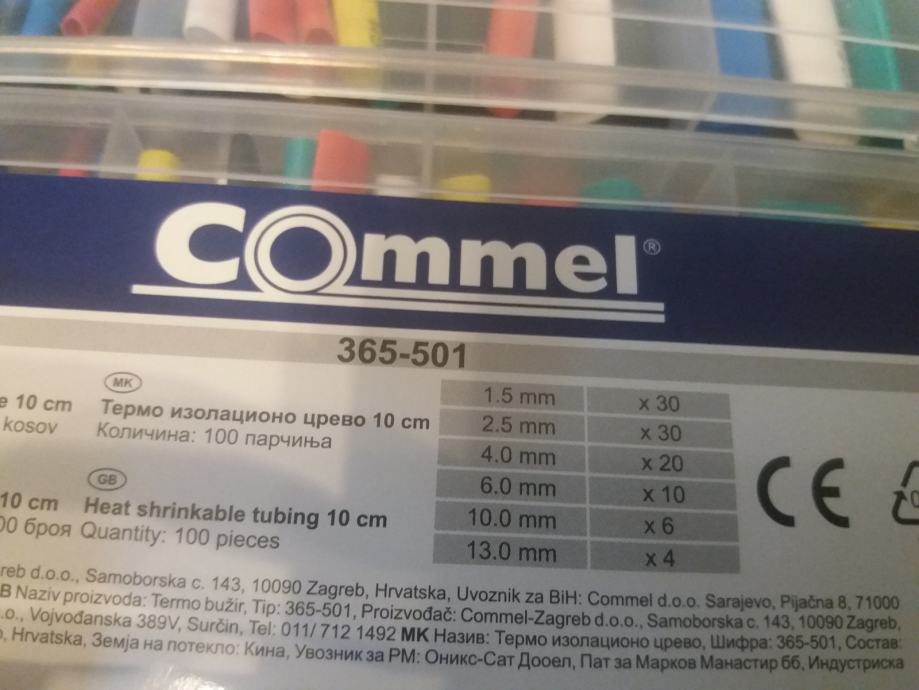 Commel®
365-501
MK
e 10 cm Термо изолационо црево 10 cm
kosov Количина: 100 парчиња
GB
10 cm Heat shrinkable tubing 10 cm
00 броя Quantity: 100 pieces
1.5 mm x 30
2.5 mm x 30
4.0 mm x 20
6.0 mm x 10
10.0 mm x 6
13.0 mm x 4
CE
reb d.o.o., Samoborska c. 143, 10090 Zagreb, Hrvatska, Uvoznik za BiH: Commel d.o.o. Sarajevo, Pijačna 8, 71000
B Naziv proizvoda: Termo bužir, Tip: 365-501, Proizvođač: Commel-Zagreb d.o.o., Samoborska c. 143, 10090 Zagreb,
.o., Vojvođanska 389V, Surčin, Tel: 011/ 712 1492 MK Назив: Термо изолационо црево, Шифра: 365-501, Состав:
, Hrvatska, Земја на потекло: Кина, Увозник за РМ: Оникс-Сат Дооел, Пат за Марков Манастир бб, Индустриска